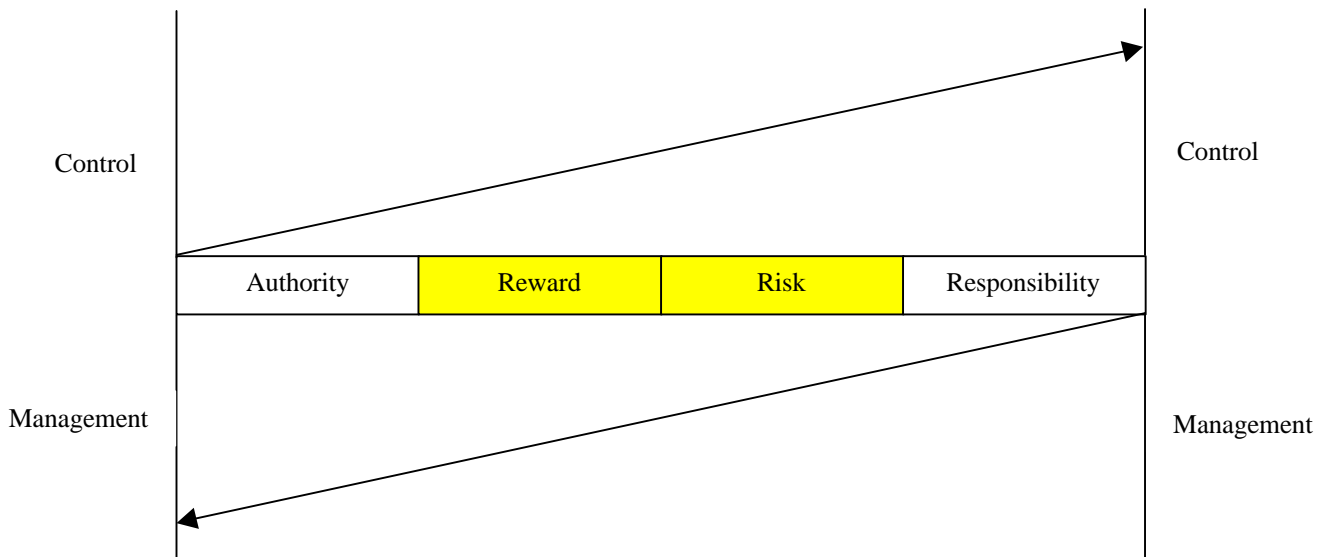 Control
Control
Authority
Reward
Risk
Responsibility
Management
Management